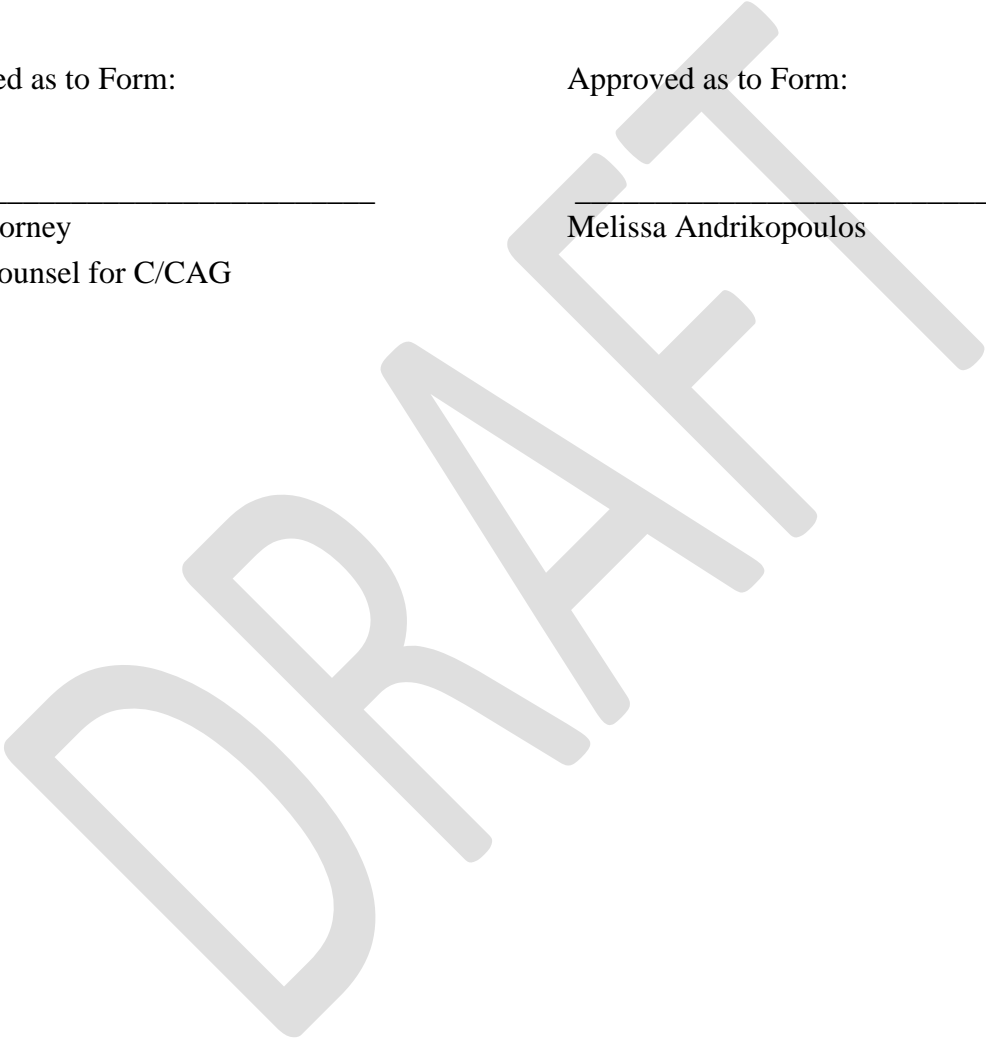 ed as to Form: Approved as to Form:
orney Melissa Andrikopoulos
ounsel for C/CAG
DRAFT